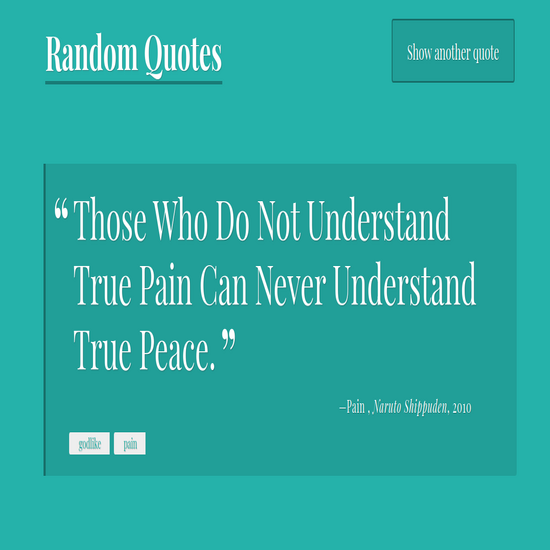 Random Quotes
Show another quote
“Those Who Do Not Understand
True Pain Can Never Understand
True Peace.”
–Pain , Naruto Shippuden, 2010
godlike
pain